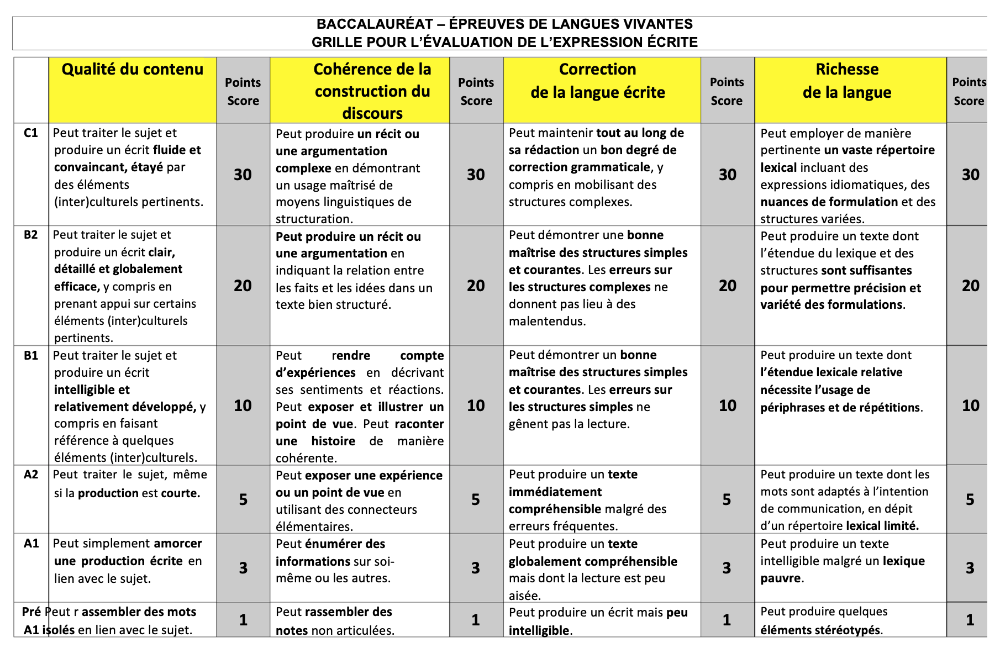 BACCALAURÉAT – ÉPREUVES DE LANGUES VIVANTES
GRILLE POUR L’ÉVALUATION DE L’EXPRESSION ÉCRITE
Qualité du contenu
Points
Score
Cohérence de la
construction du
discours
Points
Score
Correction
de la langue écrite
Points
Score
Richesse
de la langue
Points
Score
C1
Peut traiter le sujet et
produire un écrit fluide et
convaincant, étayé par
des éléments
(inter)culturels pertinents.
30
Peut produire un récit ou
une argumentation
complexe en démontrant
un usage maîtrisé de
moyens linguistiques de
structuration.
30
Peut maintenir tout au long de
sa rédaction un bon degré de
correction grammaticale, y
compris en mobilisant des
structures complexes.
30
Peut employer de manière
pertinente un vaste répertoire
lexical incluant des
expressions idiomatiques, des
nuances de formulation et des
structures variées.
30
B2
Peut traiter le sujet et
produire un écrit clair,
détaillé et globalement
efficace, y compris en
prenant appui sur certains
éléments (inter)culturels
pertinents.
20
Peut produire un récit ou
une argumentation en
indiquant la relation entre
les faits et les idées dans un
texte bien structuré.
20
Peut démontrer une bonne
maîtrise des structures simples
et courantes. Les erreurs sur
les structures complexes ne
donnent pas lieu à des
malentendus.
20
Peut produire un texte dont
l’étendue du lexique et des
structures sont suffisantes
pour permettre précision et
variété des formulations.
20
B1
Peut traiter le sujet et
produire un écrit
intelligible et
relativement développé, y
compris en faisant
référence à quelques
éléments (inter)culturels.
10
Peut rendre compte
d’expériences en décrivant
ses sentiments et réactions.
Peut exposer et illustrer un
point de vue. Peut raconter
une histoire de manière
cohérente.
10
Peut démontrer un bonne
maîtrise des structures simples
et courantes. Les erreurs sur
les structures simples ne
gênent pas la lecture.
10
Peut produire un texte dont
l’étendue lexicale relative
nécessite l’usage de
périphrases et de répétitions.
10
A2
Peut traiter le sujet, même
si la production est courte.
5
Peut exposer une expérience
ou un point de vue en
utilisant des connecteurs
élémentaires.
5
Peut produire un texte
immédiatement
compréhensible malgré des
erreurs fréquentes.
5
Peut produire un texte dont les
mots sont adaptés à l’intention
de communication, en dépit
d’un répertoire lexical limité.
5
A1
Peut simplement amorcer
une production écrite en
lien avec le sujet.
3
Peut énumérer des
informations sur soi-
même ou les autres.
3
Peut produire un texte
globalement compréhensible
mais dont la lecture est peu
aisée.
3
Peut produire un texte
intelligible malgré un lexique
pauvre.
3
Pré
A1
Peut r assembler des mots
isolés en lien avec le sujet.
1
Peut rassembler des
notes non articulées.
1
Peut produire un écrit mais peu
intelligible.
1
Peut produire quelques
éléments stéréotypés.
1